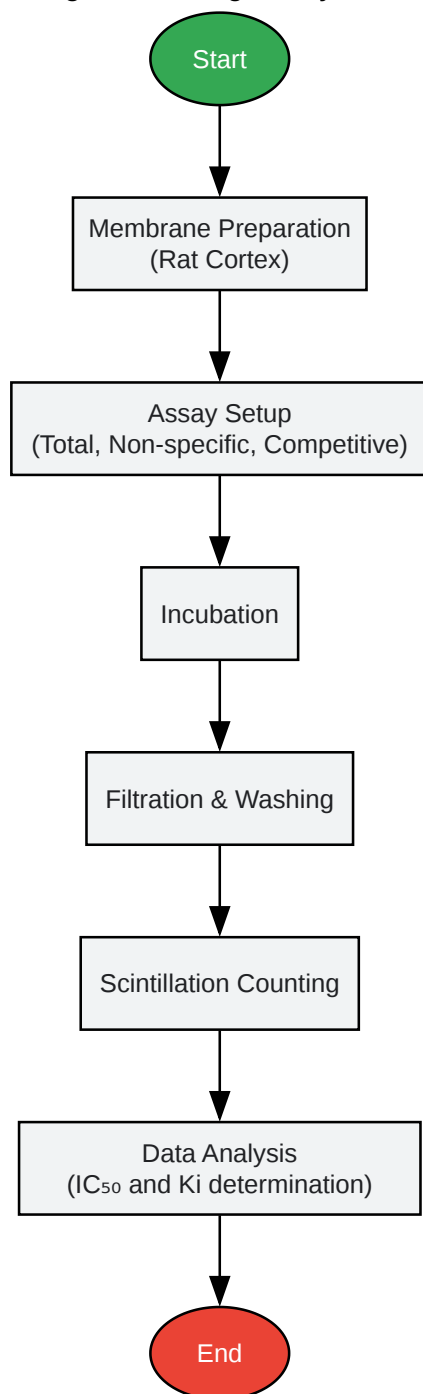 Start
Membrane Preparation
(Rat Cortex)
Assay Setup
(Total, Non-specific, Competitive)
Incubation
Filtration & Washing
Scintillation Counting
Data Analysis
(IC₅₀ and Ki determination)
End